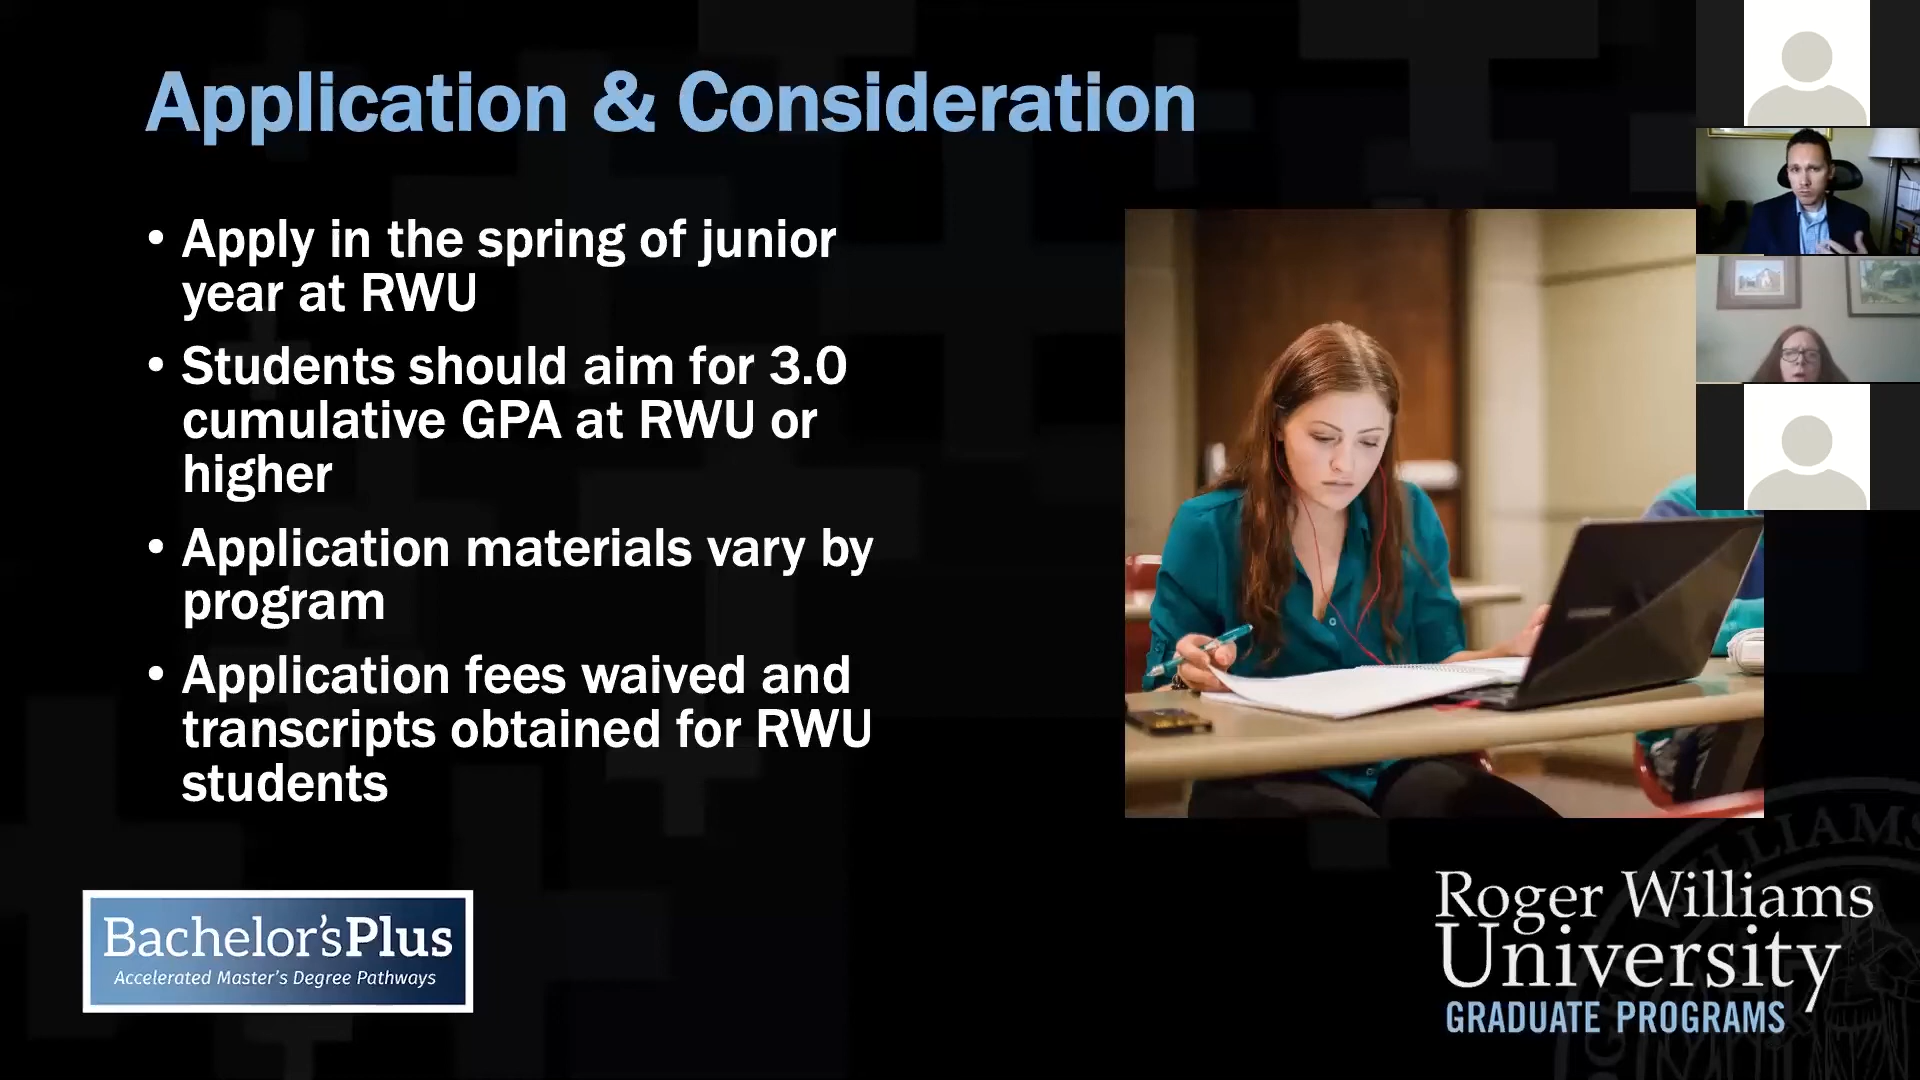 Application & Consideration
• Apply in the spring of junior
year at RWU
• Students should aim for 3.0
cumulative GPA at RWU or
higher
• Application materials vary by
program
• Application fees waived and
transcripts obtained for RWU
students
Bachelor'sPlus
Accelerated Master's Degree Pathways
Roger Williams
University
GRADUATE PROGRAMS
WILLIAMS